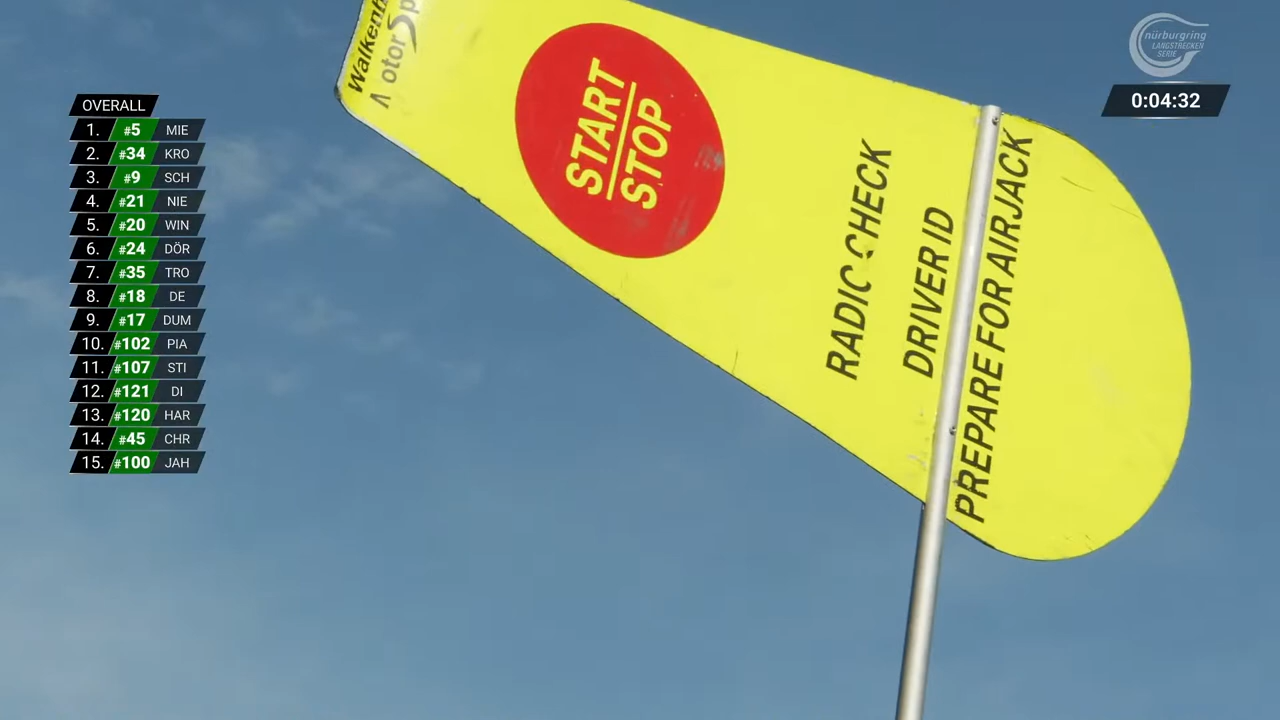 OVERALL
1. #5 MIE
2. #34 KRO
3. #9 SCH
4. #21 NIE
5. #20 WIN
6. #24 DÖR
7. #35 TRO
8. #18 DE
9. #17 DUM
10. #102 PIA
11. #107 STI
12. #121 DI
13. #120 HAR
14. #45 CHR
15. #100 JAH
nürburgring
LANGSTRECKEN
SERIE
0:04:32
START
STOP
RADIO CHECK
DRIVER ID
PREPARE FOR AIRJACK